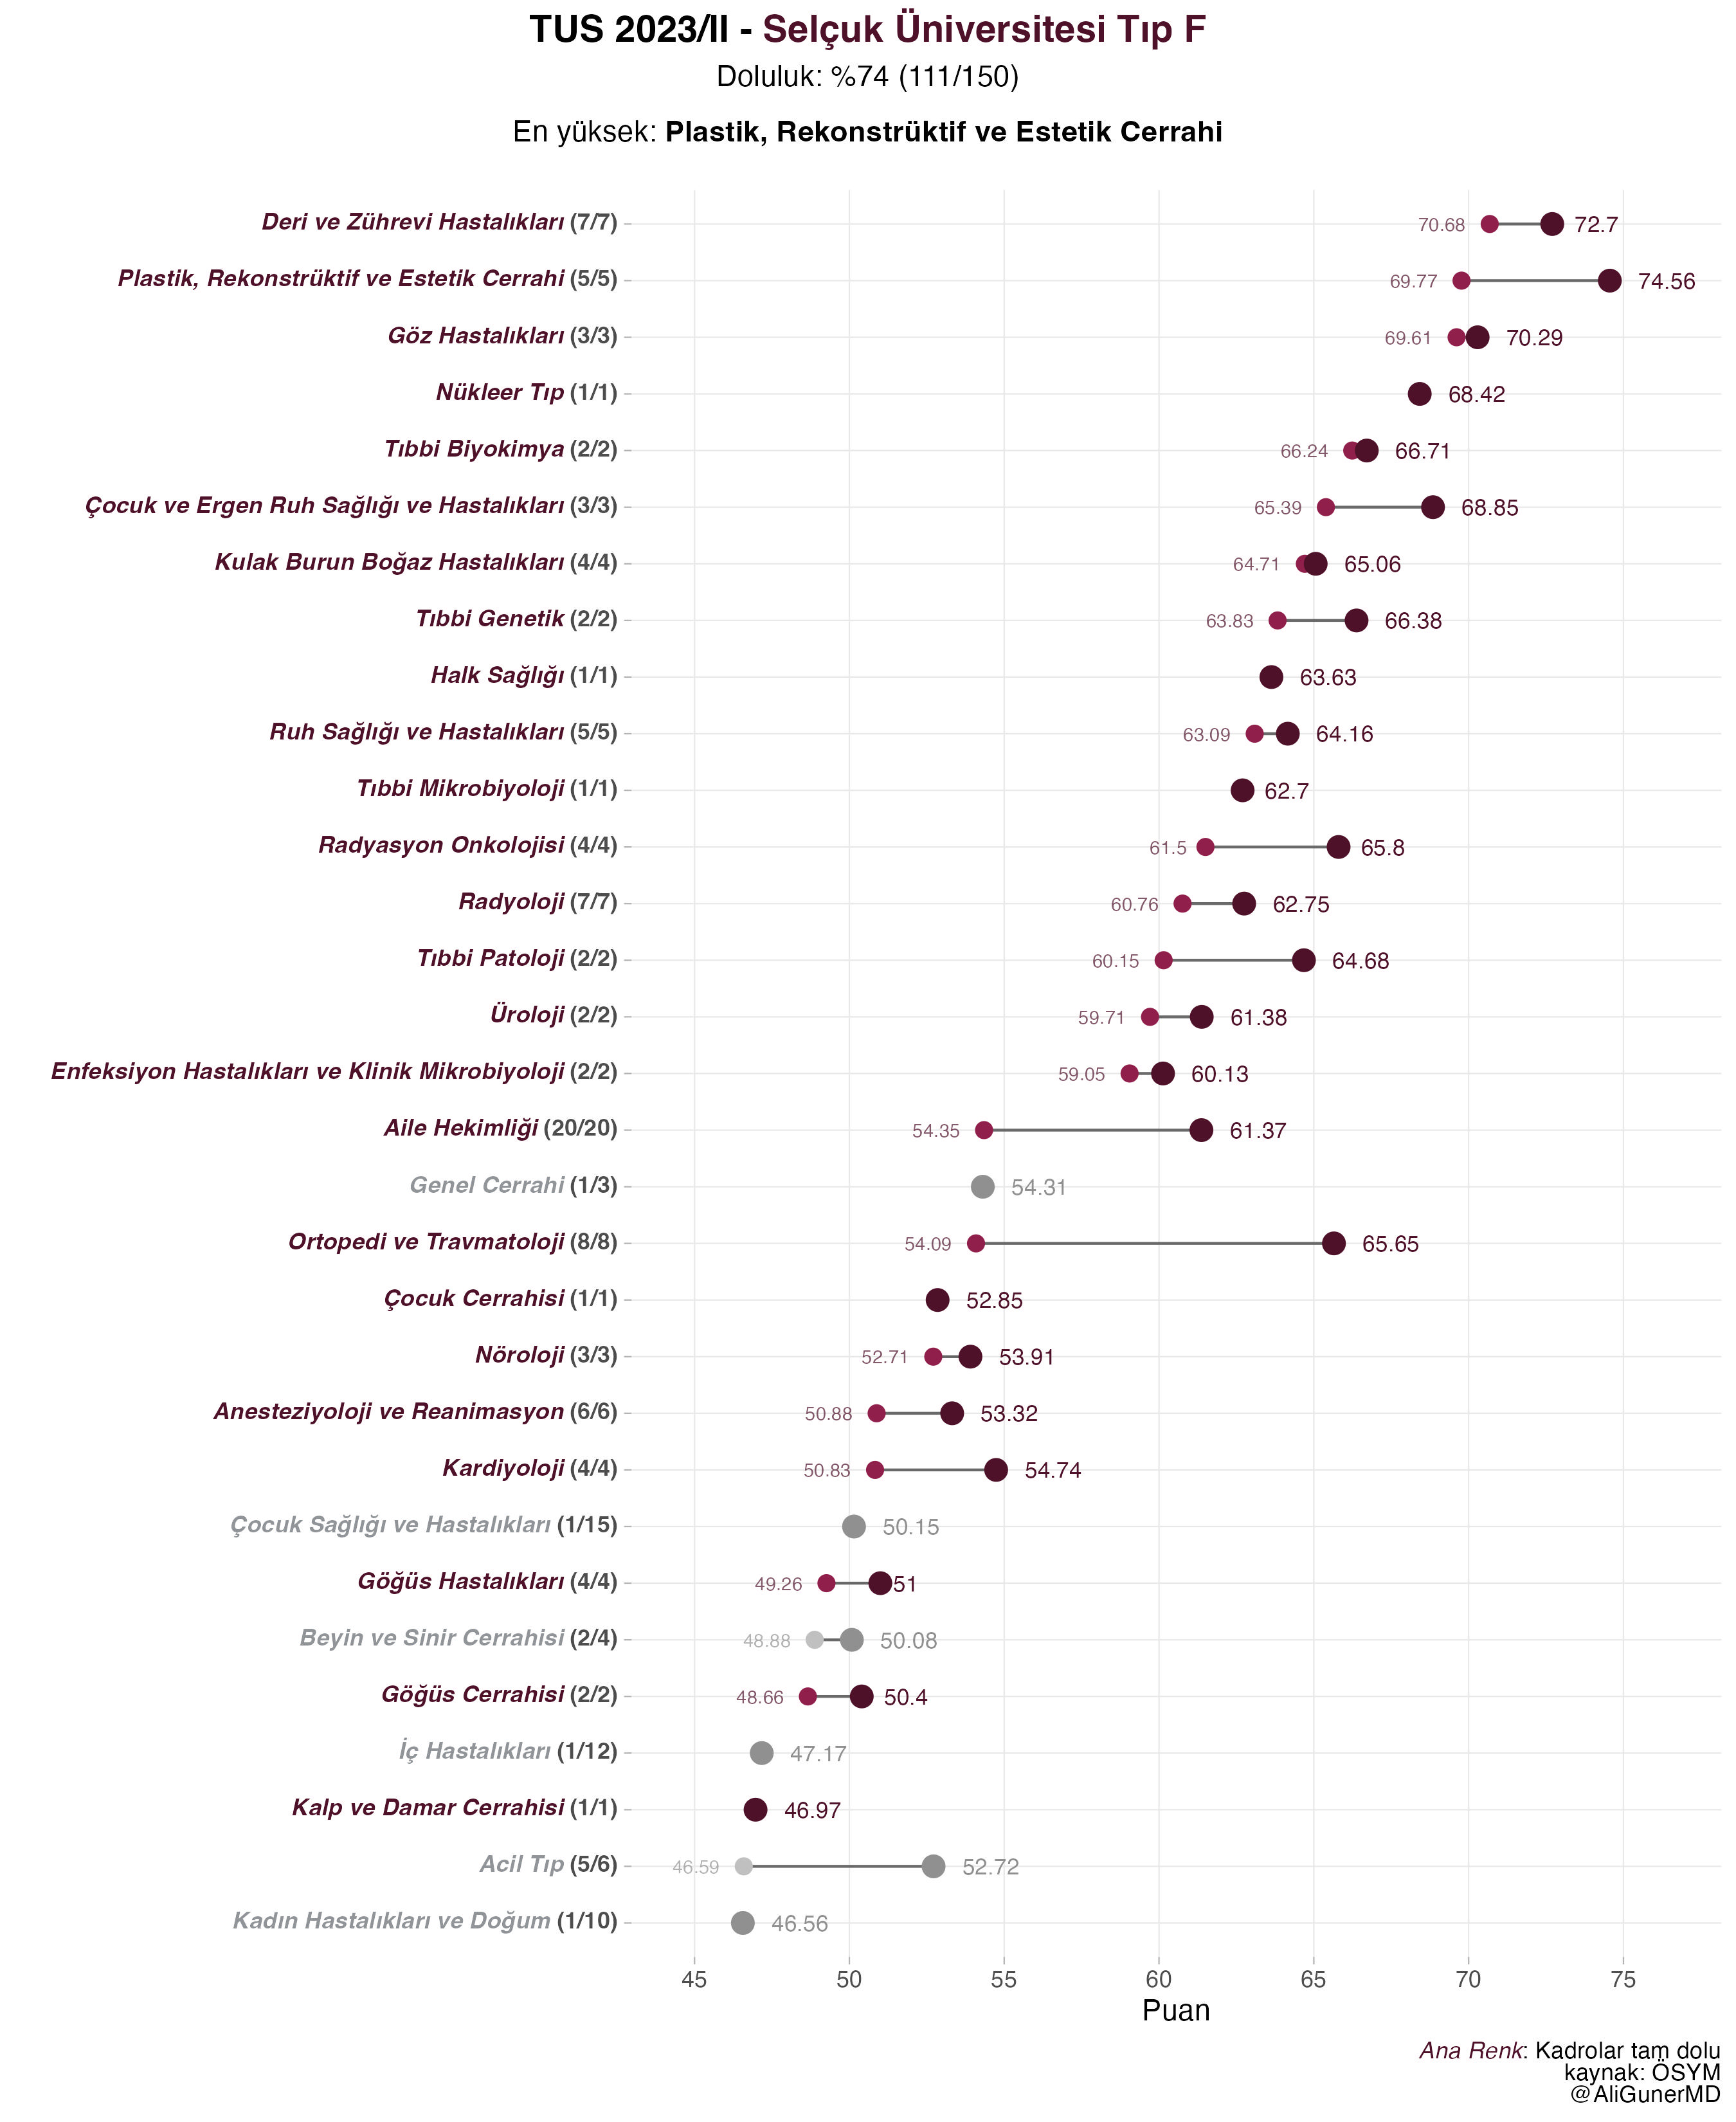 TUS 2023/II - Selçuk Üniversitesi Tıp F
Doluluk: %74 (111/150)
En yüksek: Plastik, Rekonstrüktif ve Estetik Cerrahi
Deri ve Zührevi Hastalıkları (7/7) 70.68 72.7
Plastik, Rekonstrüktif ve Estetik Cerrahi (5/5) 69.77 74.56
Göz Hastalıkları (3/3) 69.61 70.29
Nükleer Tıp (1/1) 68.42
Tıbbi Biyokimya (2/2) 66.24 66.71
Çocuk ve Ergen Ruh Sağlığı ve Hastalıkları (3/3) 65.39 68.85
Kulak Burun Boğaz Hastalıkları (4/4) 64.71 65.06
Tıbbi Genetik (2/2) 63.83 66.38
Halk Sağlığı (1/1) 63.63
Ruh Sağlığı ve Hastalıkları (5/5) 63.09 64.16
Tıbbi Mikrobiyoloji (1/1) 62.7
Radyasyon Onkolojisi (4/4) 61.5 65.8
Radyoloji (7/7) 60.76 62.75
Tıbbi Patoloji (2/2) 60.15 64.68
Üroloji (2/2) 59.71 61.38
Enfeksiyon Hastalıkları ve Klinik Mikrobiyoloji (2/2) 59.05 60.13
Aile Hekimliği (20/20) 54.35 61.37
Genel Cerrahi (1/3) 54.31
Ortopedi ve Travmatoloji (8/8) 54.09 65.65
Çocuk Cerrahisi (1/1) 52.85
Nöroloji (3/3) 52.71 53.91
Anesteziyoloji ve Reanimasyon (6/6) 50.88 53.32
Kardiyoloji (4/4) 50.83 54.74
Çocuk Sağlığı ve Hastalıkları (1/15) 50.15
Göğüs Hastalıkları (4/4) 49.26 51
Beyin ve Sinir Cerrahisi (2/4) 48.88 50.08
Göğüs Cerrahisi (2/2) 48.66 50.4
İç Hastalıkları (1/12) 47.17
Kalp ve Damar Cerrahisi (1/1) 46.97
Acil Tıp (5/6) 46.59 52.72
Kadın Hastalıkları ve Doğum (1/10) 46.56
45 50 55 60 65 70 75
Puan
Ana Renk: Kadrolar tam dolu
kaynak: ÖSYM
@AliGunerMD